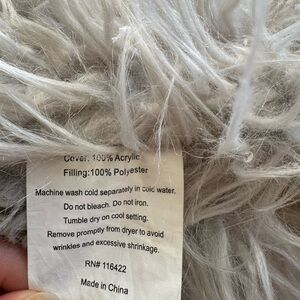 Cover: 100% Acrylic
Filling:100% Polyester
Machine wash cold separately in cold water.
Do not bleach. Do not iron.
Tumble dry on cool setting.
Remove promptly from dryer to avoid
wrinkles and excessive shrinkage.
RN# 116422
Made in China